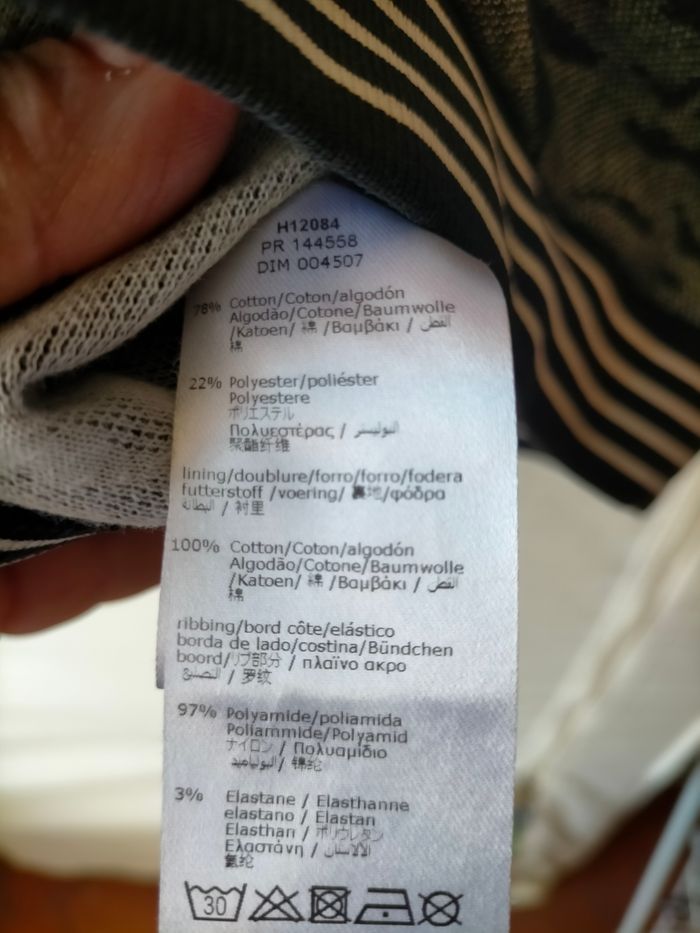 H12084
PR 144558
DIM 004507
78% Cotton/Coton/algodón
Algodão/Cotone/Baumwolle
/Katoen/ 棉 /Βαμβάκι / القطن
棉
22% Polyester/poliéster
Polyestere
ポリエステル
Πολυεστέρας / البوليستر
聚酯纤维
lining/doublure/forro/forro/fodera
futterstoff /voering/ 裏地/φόδρα
البطانة / 衬里
100% Cotton/Coton/algodón
Algodão/Cotone/Baumwolle
/Katoen/ 棉 /Βαμβάκι / القطن
棉
ribbing/bord côte/elástico
borda de lado/costina/Bündchen
boord/リブ部分 / πλαϊνο ακρο
/ 罗纹
97% Polyamide/poliamida
Poliammide/Polyamid
ナイロン / Πολυαμίδιο
/ 锦纶
3% Elastane / Elasthanne
elastano / Elastan
Elasthan / ポリウレタン
Ελαστάνη /
氨纶
30